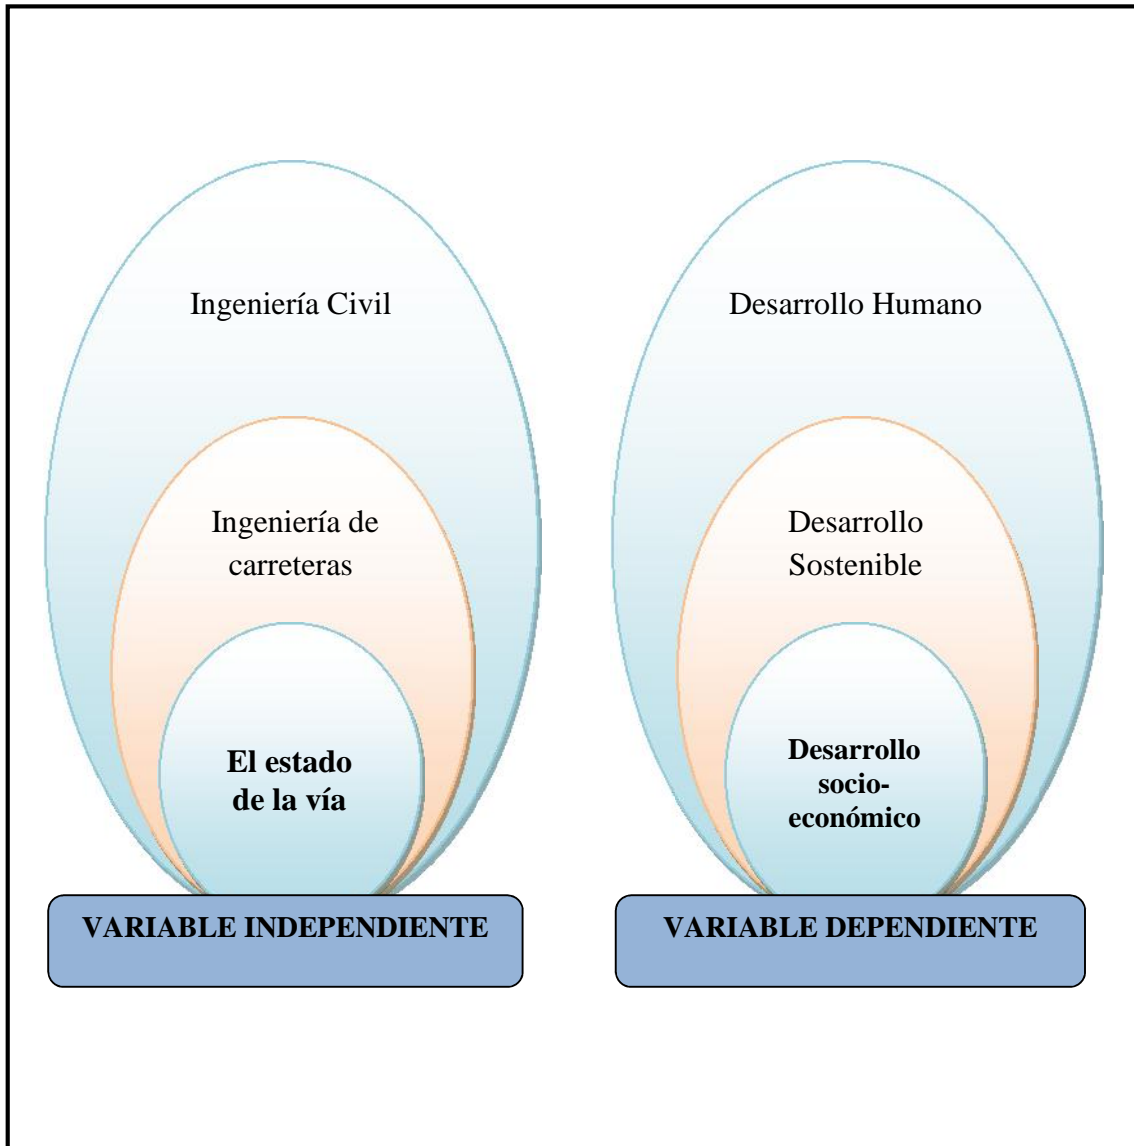 Ingeniería Civil
Ingeniería de
carreteras
El estado
de la vía
VARIABLE INDEPENDIENTE
Desarrollo Humano
Desarrollo
Sostenible
Desarrollo
socio-
económico
VARIABLE DEPENDIENTE